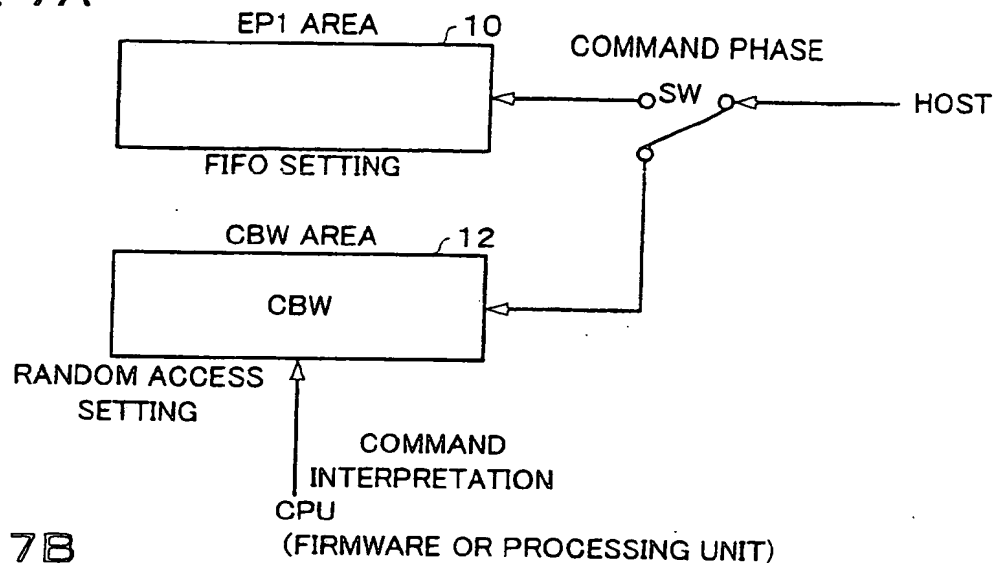 7A
EP1 AREA
10
COMMAND PHASE
SW
HOST
FIFO SETTING
CBW AREA
12
CBW
RANDOM ACCESS
SETTING
COMMAND
INTERPRETATION
CPU
(FIRMWARE OR PROCESSING UNIT)
7B